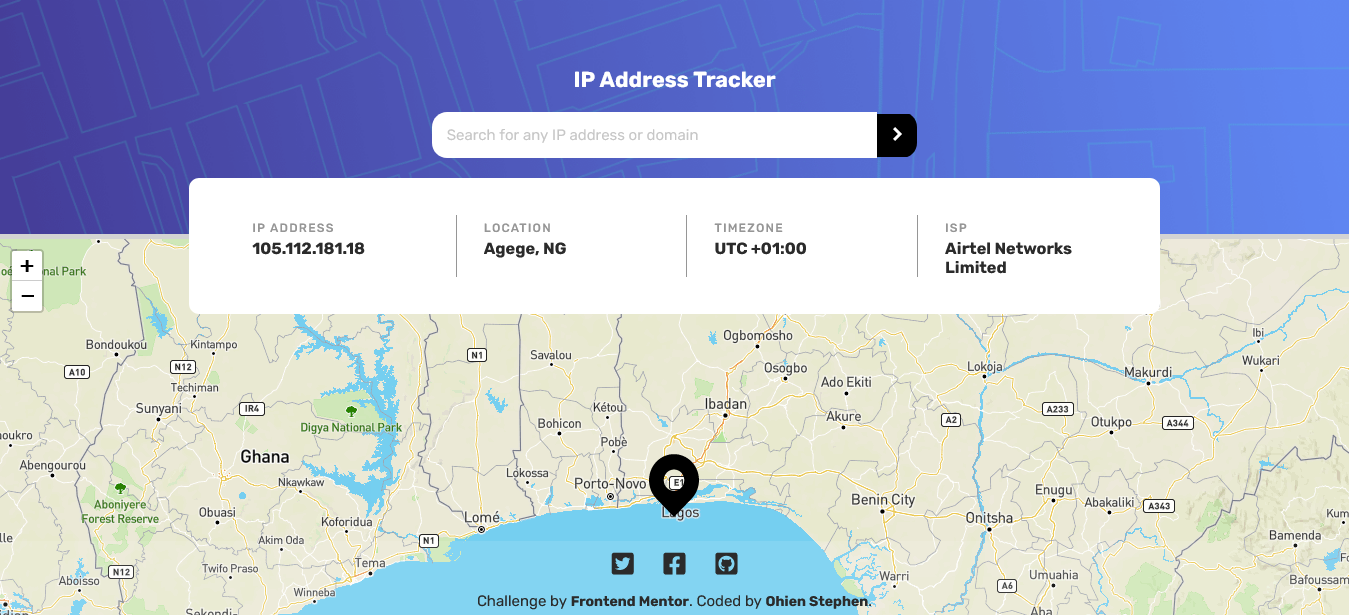 IP Address Tracker
Search for any IP address or domain
IP ADDRESS
105.112.181.18
LOCATION
Agege, NG
TIMEZONE
UTC +01:00
ISP
Airtel Networks
Limited
+
−
nal Park
Ogbomosho
Ibi
Bondoukou
Kintampo
N1
Savalou
Wukari
A10
N12
Osogbo
Lokoja
Makurdi
Techiman
Ado Ekiti
Sunyani
IR4
Kétou
Ibadan
Akure
A2
A233
Otukpo
A344
Digya National Park
Bohicon
oukro
Pobè
Ghana
Abengourou
Lokossa
Nkawkaw
Porto-Novo
E1
Enugu
Aboniyere
Forest Reserve
Benin City
Abakaliki
A343
Obuasi
Lomé
Lagos
Onitsha
Kum
Koforidua
Akim Oda
N1
Bamenda
lle
Tema
Twifo Praso
N12
Aboisso
Warri
A6
Umuahia
Bafoussam
Winneba
Sekondi-
Challenge by Frontend Mentor. Coded by Ohien Stephen.